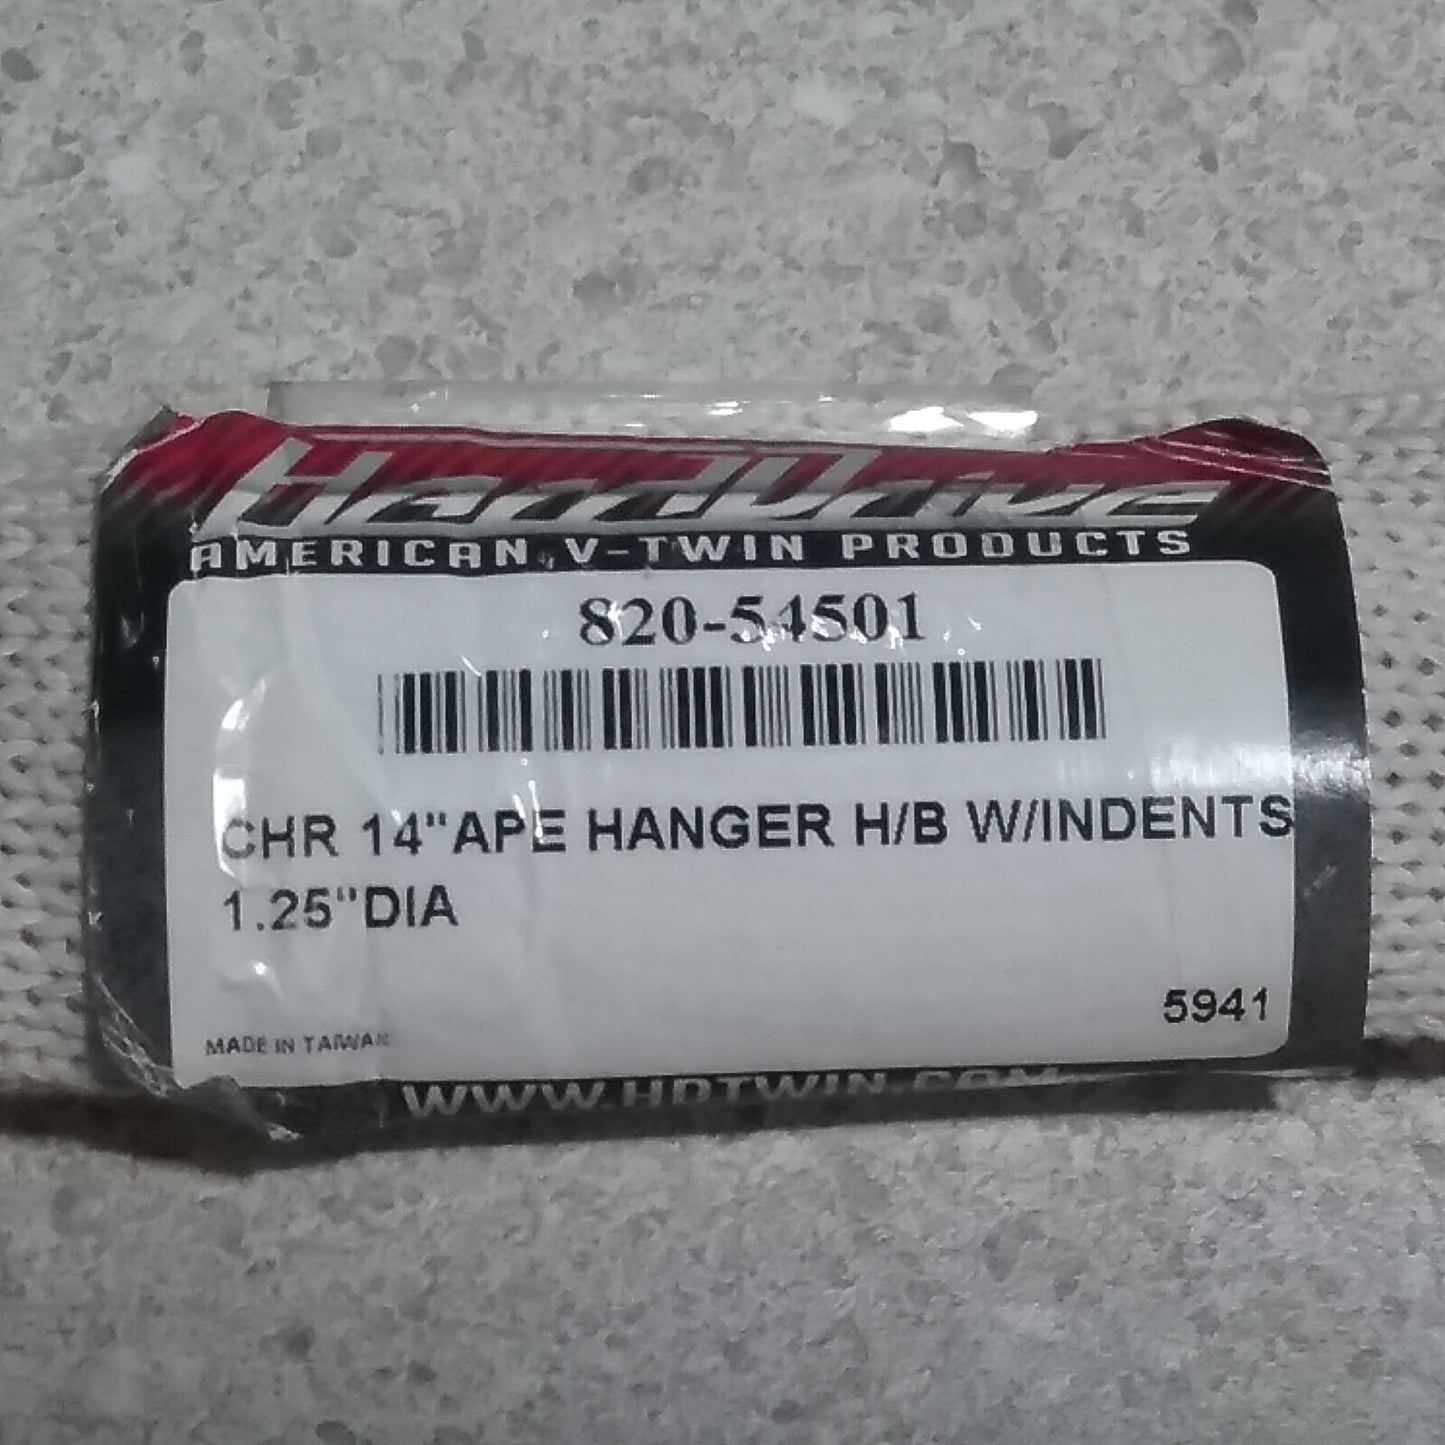 HardDrive
AMERICAN V-TWIN PRODUCTS
820-54501
CHR 14"APE HANGER H/B W/INDENTS
1.25"DIA
5941
MADE IN TAIWAN
WWW.HDTWIN.COM